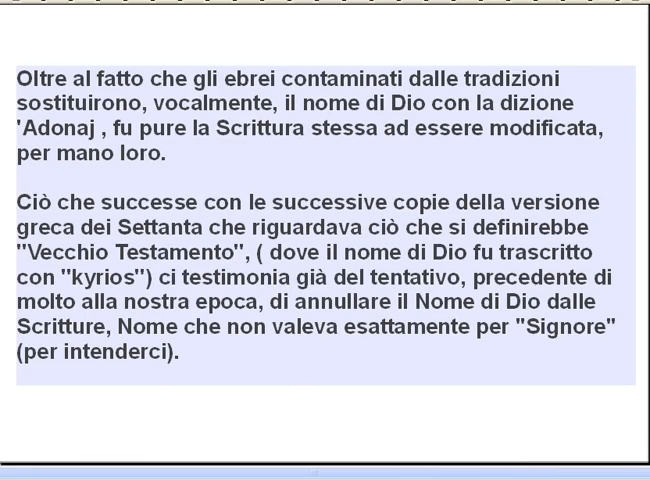 Oltre al fatto che gli ebrei contaminati dalle tradizioni
sostituirono, vocalmente, il nome di Dio con la dizione
'Adonaj , fu pure la Scrittura stessa ad essere modificata,
per mano loro.
Ciò che successe con le successive copie della versione
greca dei Settanta che riguardava ciò che si definirebbe
"Vecchio Testamento", ( dove il nome di Dio fu trascritto
con "kyrios") ci testimonia già del tentativo, precedente di
molto alla nostra epoca, di annullare il Nome di Dio dalle
Scritture, Nome che non valeva esattamente per "Signore"
(per intenderci).